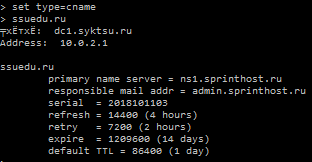 > set type=cname
> ssuedu.ru
╤хЁтхЁ:  dc1.syktsu.ru
Address:  10.0.2.1

ssuedu.ru
        primary name server = ns1.sprinthost.ru
        responsible mail addr = admin.sprinthost.ru
        serial  = 2018101103
        refresh = 14400 (4 hours)
        retry   = 7200 (2 hours)
        expire  = 1209600 (14 days)
        default TTL = 86400 (1 day)